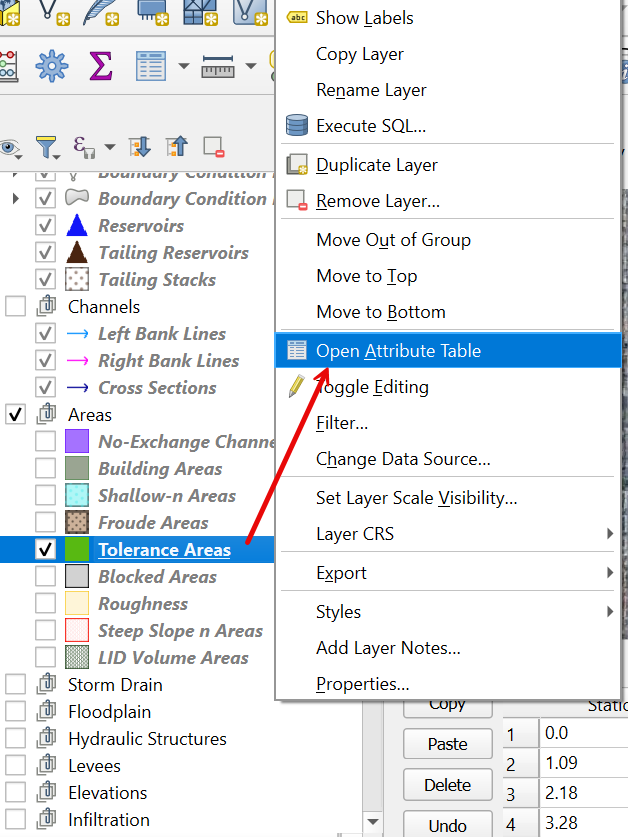 abc Show Labels
Copy Layer
Rename Layer
Execute SQL...
Duplicate Layer
Remove Layer...
Move Out of Group
Move to Top
Move to Bottom
Open Attribute Table
Toggle Editing
Filter...
Change Data Source...
Set Layer Scale Visibility...
Layer CRS
Export
Styles
Add Layer Notes...
Properties...
Boundary Condition
Boundary Condition
Reservoirs
Tailing Reservoirs
Tailing Stacks
Channels
Left Bank Lines
Right Bank Lines
Cross Sections
Areas
No-Exchange Channe
Building Areas
Shallow-n Areas
Froude Areas
Tolerance Areas
Blocked Areas
Roughness
Steep Slope n Areas
LID Volume Areas
Storm Drain
Floodplain
Hydraulic Structures
Levees
Elevations
Infiltration
Copy
Paste
Delete
Undo
Static
1 0.0
2 1.09
3 2.18
4 3.28